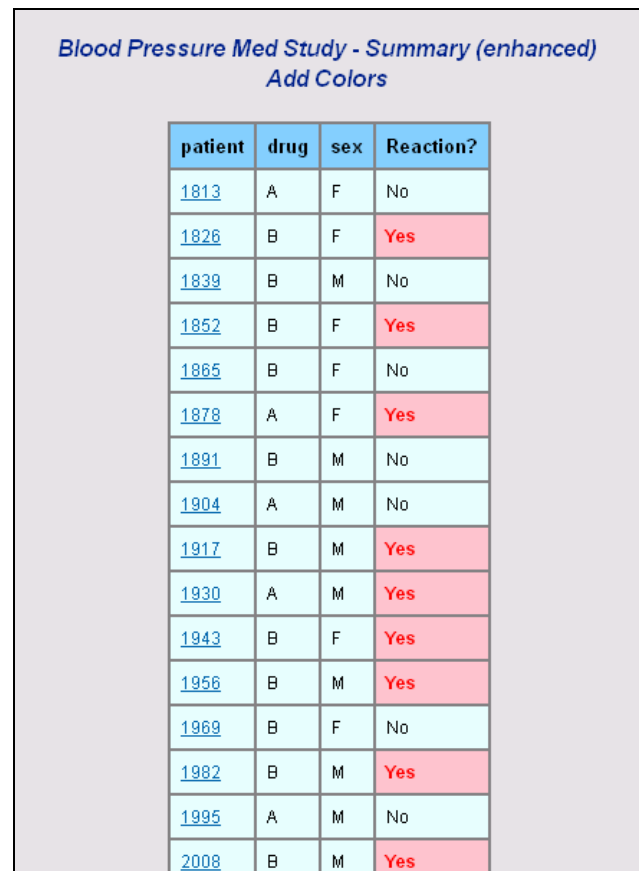 Blood Pressure Med Study - Summary (enhanced)
Add Colors
patient drug sex Reaction?
1813 A F No
1826 B F Yes
1839 B M No
1852 B F Yes
1865 B F No
1878 A F Yes
1891 B M No
1904 A M No
1917 B M Yes
1930 A M Yes
1943 B F Yes
1956 B M Yes
1969 B F No
1982 B M Yes
1995 A M No
2008 B M Yes